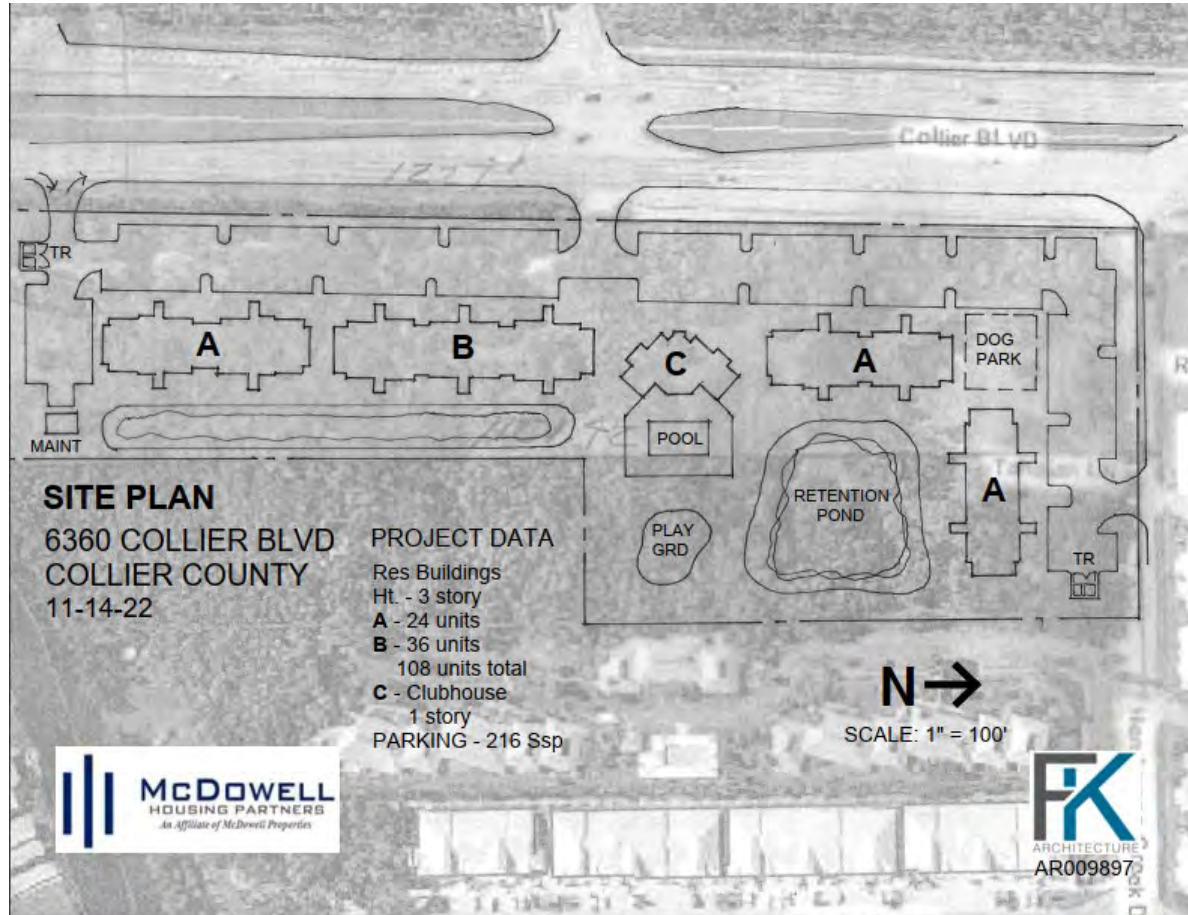 Collier BLVD
TR
A
B
C
A
DOG
PARK
MAINT
POOL
A
RETENTION
POND
PLAY
GRD
TR
SITE PLAN
6360 COLLIER BLVD
COLLIER COUNTY
11-14-22
PROJECT DATA
Res Buildings
Ht. - 3 story
A - 24 units
B - 36 units
108 units total
C - Clubhouse
1 story
PARKING - 216 Ssp
N
SCALE: 1" = 100'
McDOWELL
HOUSING PARTNERS
An Affiliate of McDowell Properties
FK
ARCHITECTURE
AR009897